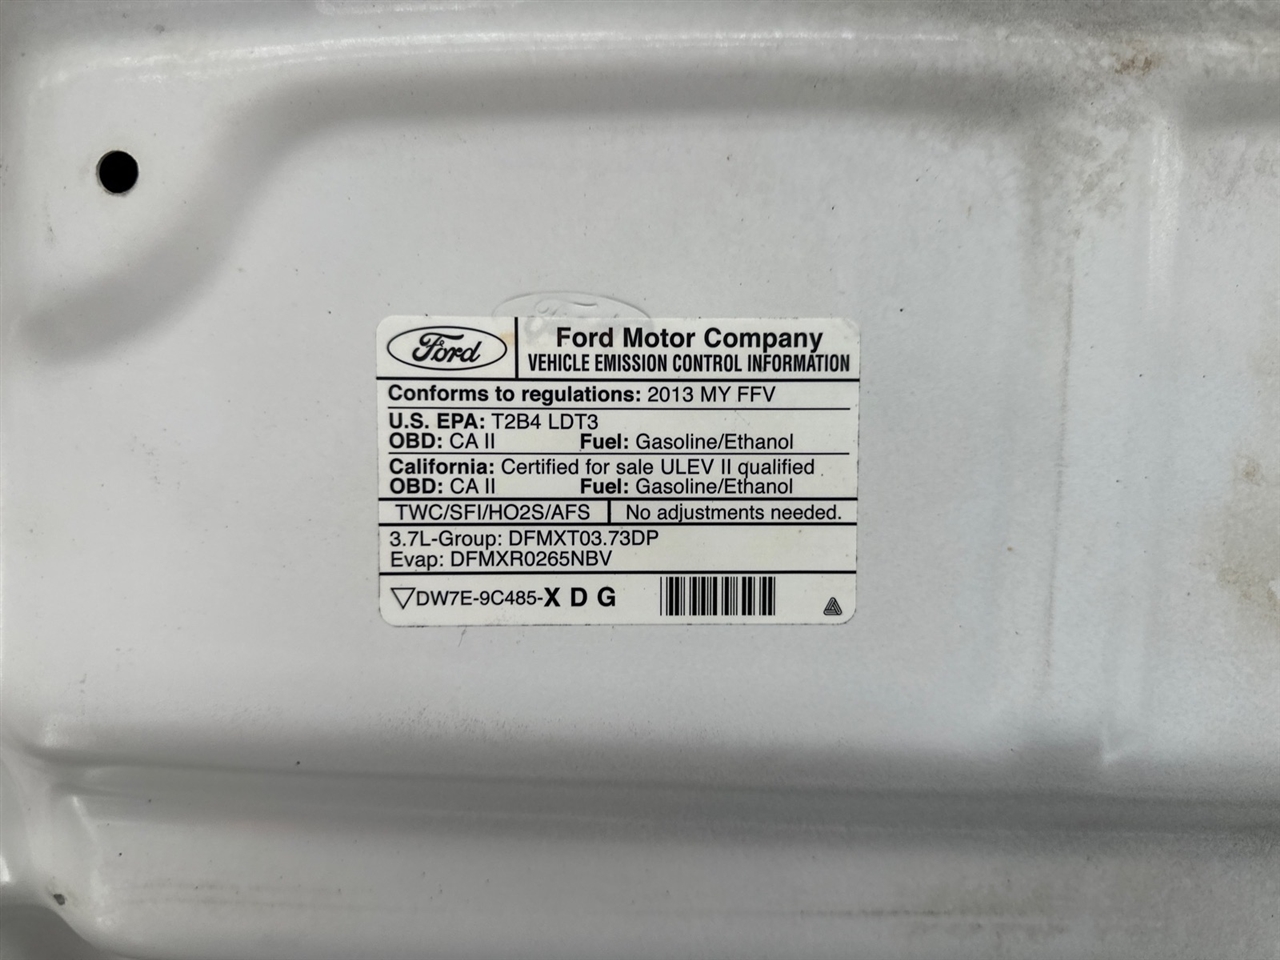 Ford
Ford Motor Company
VEHICLE EMISSION CONTROL INFORMATION
Conforms to regulations: 2013 MY FFV
U.S. EPA: T2B4 LDT3
OBD: CA II Fuel: Gasoline/Ethanol
California: Certified for sale ULEV II qualified
OBD: CA II Fuel: Gasoline/Ethanol
TWC/SFI/HO2S/AFS No adjustments needed.
3.7L-Group: DFMXT03.73DP
Evap: DFMXR0265NBV
DW7E-9C485-X D G